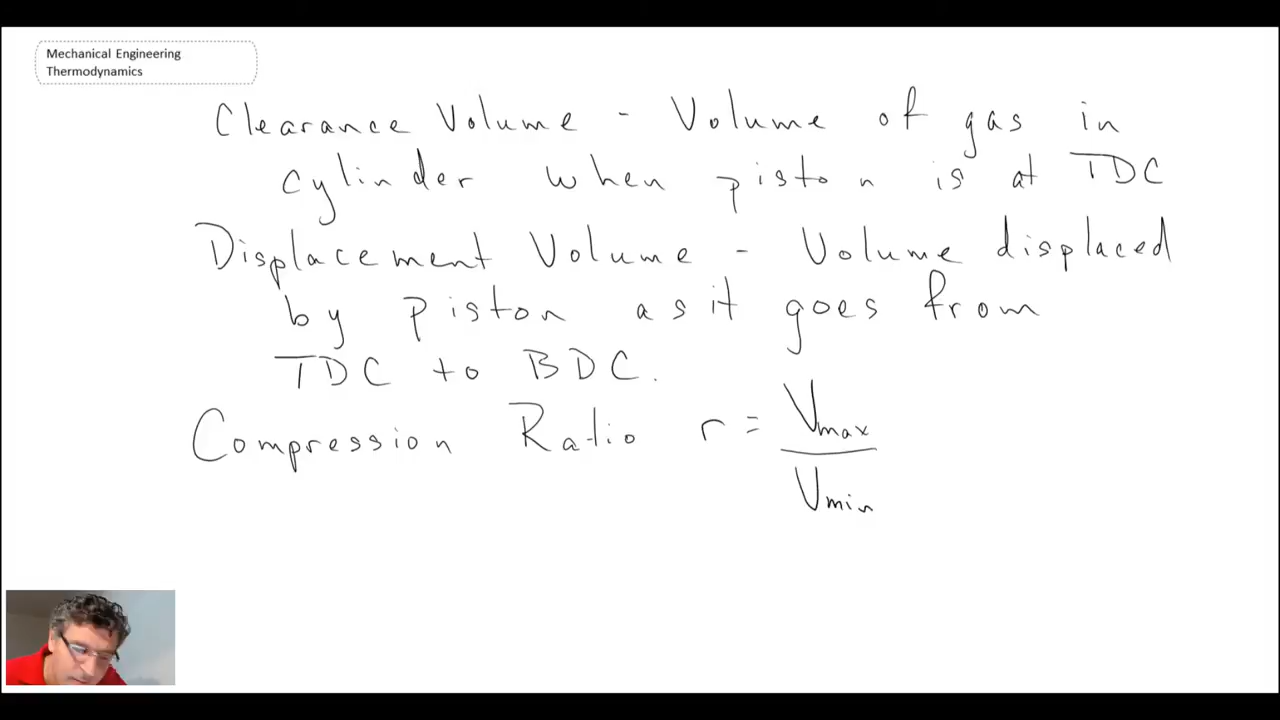 Mechanical Engineering
Thermodynamics
Clearance Volume - Volume of gas in
cylinder when piston is at TDC
Displacement Volume - Volume displaced
by piston as it goes from
TDC to BDC.
Compression Ratio r = Vmax
Vmin